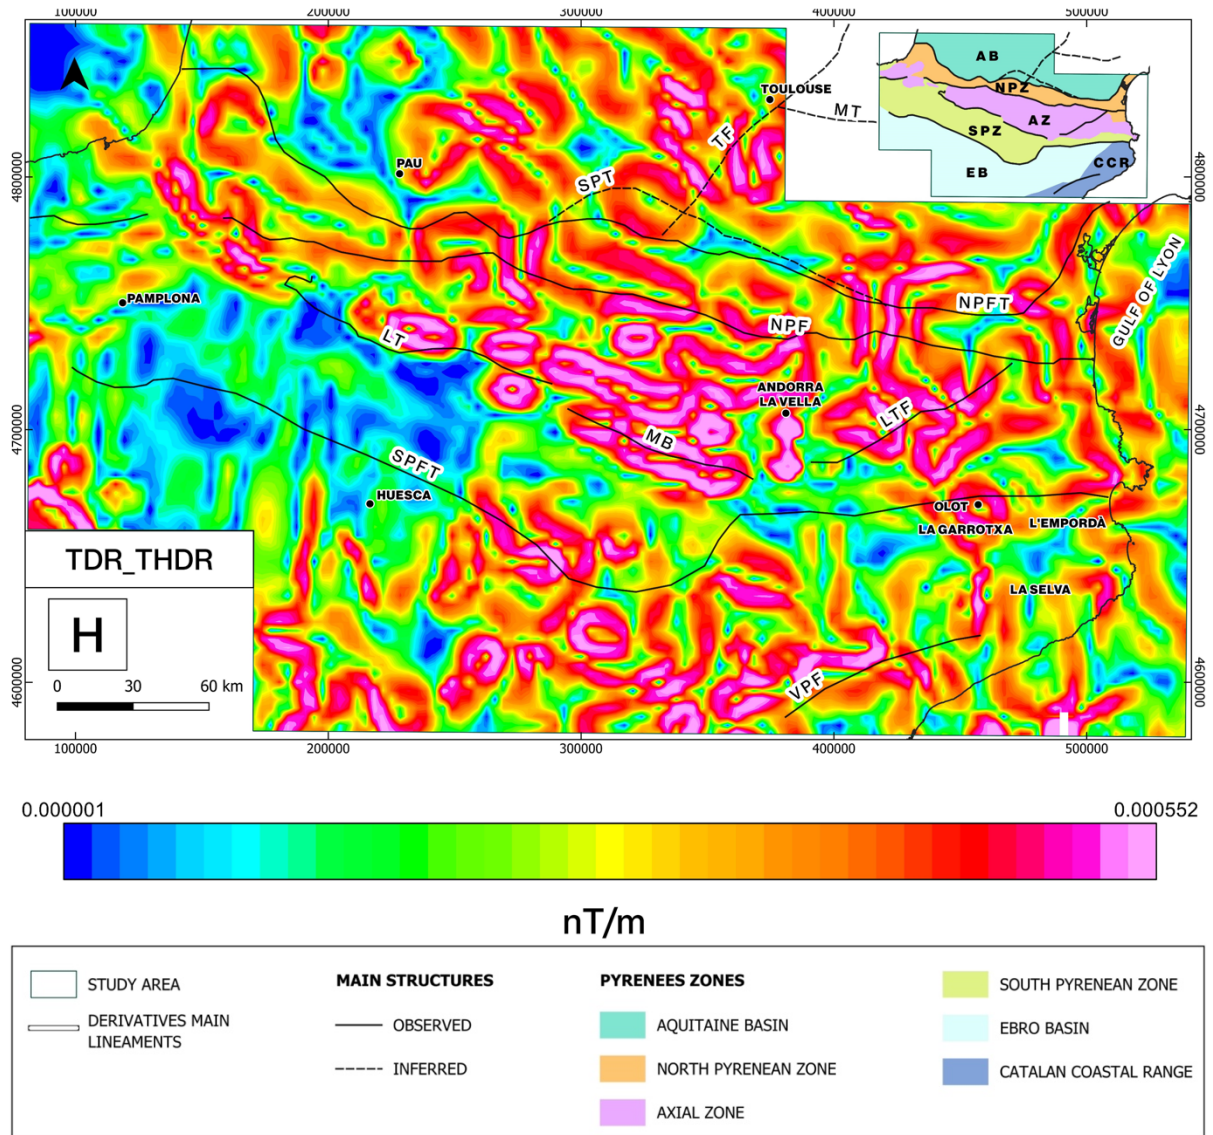 100000 200000 300000 400000 500000
TOULOUSE
MT
TF
SPT
PAU
AB
NPZ
AZ
SPZ
EB
CCR
4800000
4800000
PAMPLONA
LT
NPF
NPFT
GULF OF LYON
ANDORRA
LA VELLA
LTF
MB
4700000
4700000
SPFT
HUESCA
OLOT
LA GARROTXA
L'EMPORDÀ
LA SELVA
VPF
TDR_THDR
H
0 30 60 km
4600000
4600000
100000 200000 300000 400000 500000
0.000001
0.000552
nT/m
STUDY AREA
DERIVATIVES MAIN
LINEAMENTS
MAIN STRUCTURES
OBSERVED
INFERRED
PYRENEES ZONES
AQUITAINE BASIN
NORTH PYRENEAN ZONE
AXIAL ZONE
SOUTH PYRENEAN ZONE
EBRO BASIN
CATALAN COASTAL RANGE